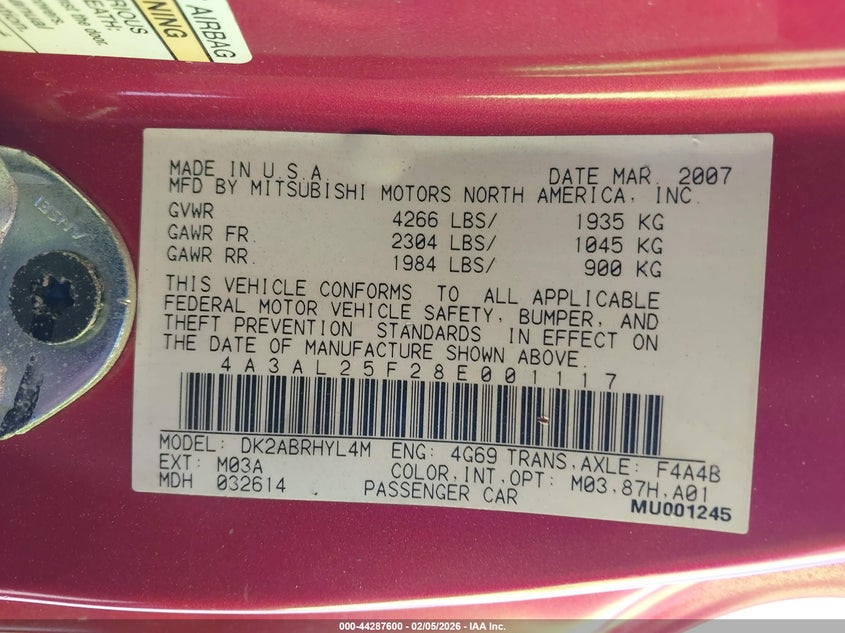 AIRBAG
NING
RIOUS
EATH:
the door.
MADE IN U.S.A. DATE MAR. 2007
MFD BY MITSUBISHI MOTORS NORTH AMERICA, INC.
GVWR 4266 LBS/ 1935 KG
GAWR FR. 2304 LBS/ 1045 KG
GAWR RR. 1984 LBS/ 900 KG
THIS VEHICLE CONFORMS TO ALL APPLICABLE
FEDERAL MOTOR VEHICLE SAFETY, BUMPER, AND
THEFT PREVENTION STANDARDS IN EFFECT ON
THE DATE OF MANUFACTURE SHOWN ABOVE.
4A3AL25F28E001117
MODEL: DK2ABRHYL4M ENG: 4G69 TRANS,AXLE: F4A4B
EXT: M03A COLOR,INT,OPT: M03,87H,A01
MDH 032614 PASSENGER CAR
MU001245
000-44287600 - 02/05/2026 - IAA Inc.